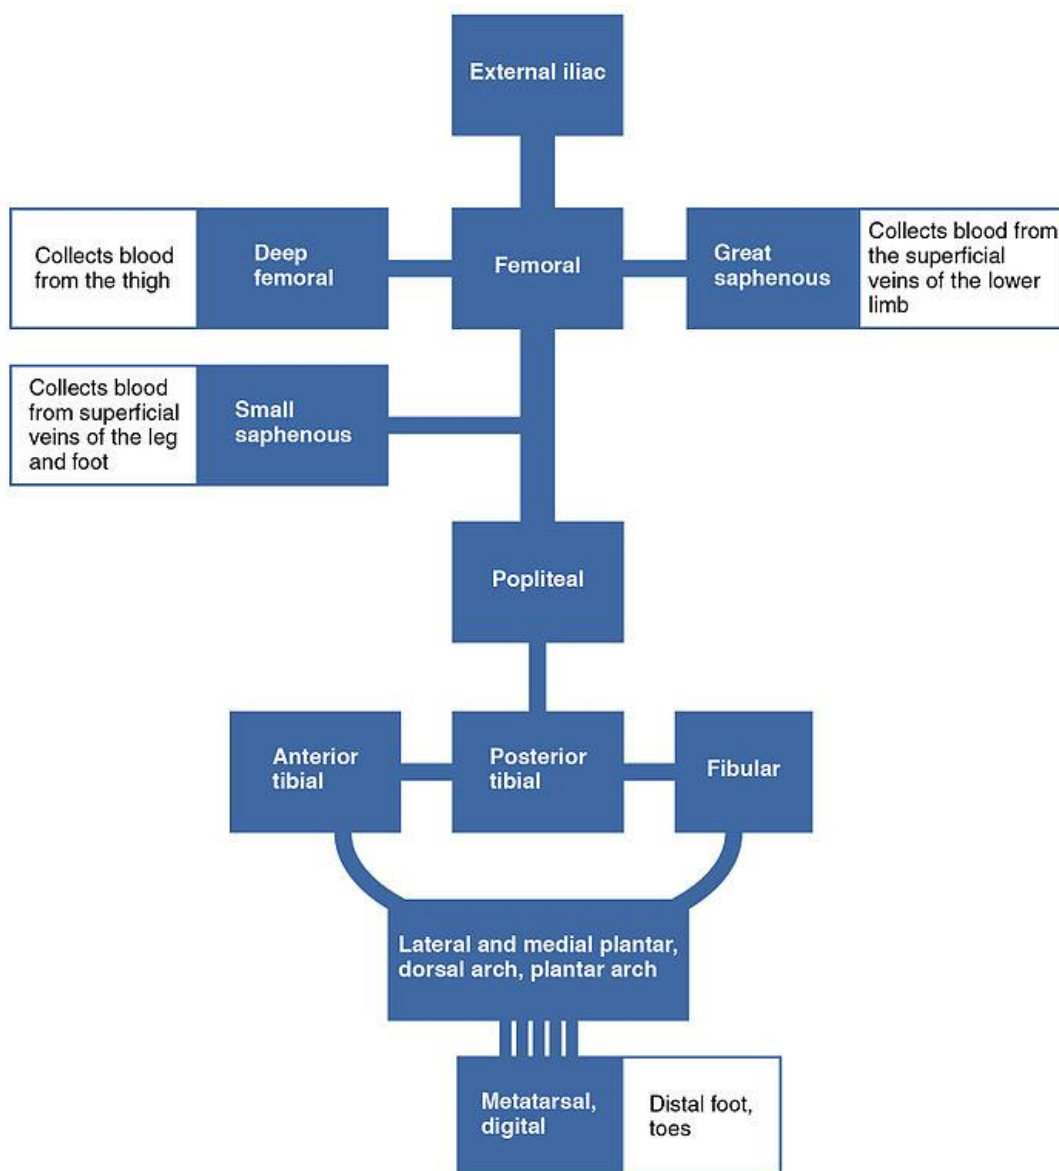 External iliac
Collects blood
from the thigh
Deep
femoral
Femoral
Great
saphenous
Collects blood from
the superficial
veins of the lower
limb
Collects blood
from superficial
veins of the leg
and foot
Small
saphenous
Popliteal
Anterior
tibial
Posterior
tibial
Fibular
Lateral and medial plantar,
dorsal arch, plantar arch
Metatarsal,
digital
Distal foot,
toes